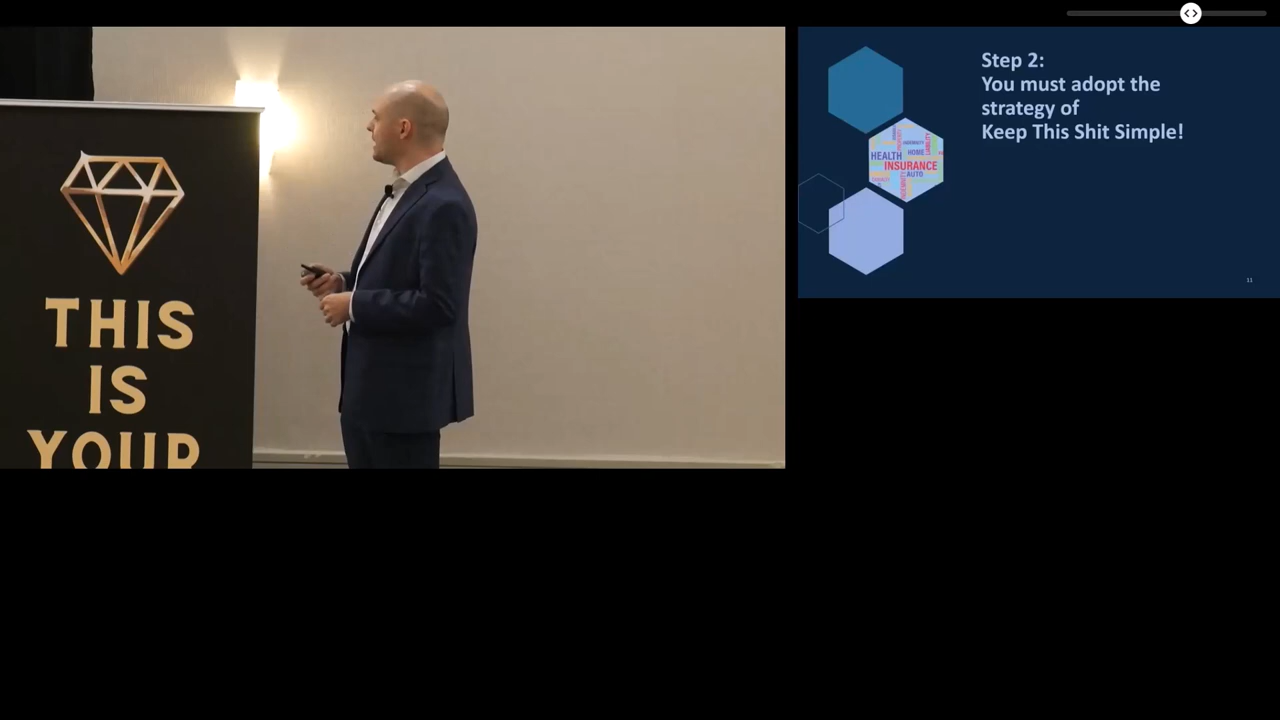 THIS
IS
YOUR
Step 2:
You must adopt the
strategy of
Keep This Shit Simple!
HEALTH
HOME
INSURANCE
AUTO
11